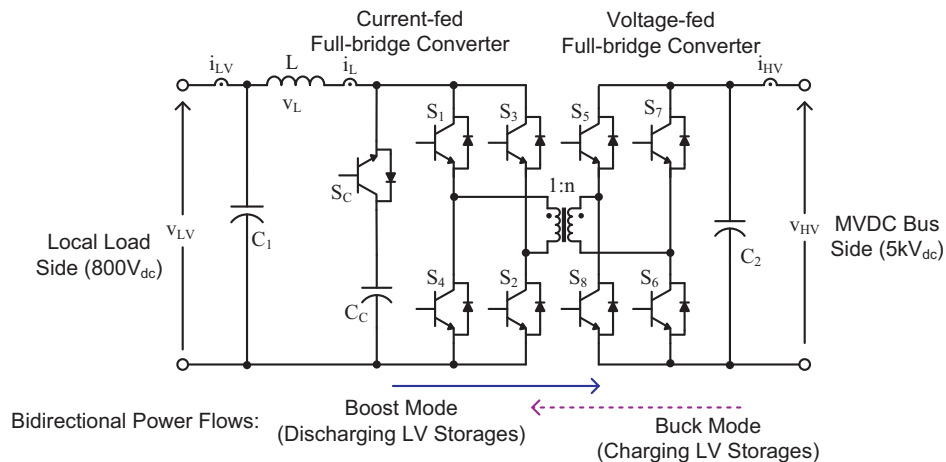 Current-fed
Full-bridge Converter
Voltage-fed
Full-bridge Converter
i_LV
L
i_L
i_HV
v_L
S_1
S_3
S_5
S_7
S_C
1:n
Local Load
Side (800V_dc)
v_LV
C_1
C_C
S_4
S_2
S_8
S_6
C_2
v_HV
MVDC Bus
Side (5kV_dc)
Bidirectional Power Flows:
Boost Mode
(Discharging LV Storages)
Buck Mode
(Charging LV Storages)